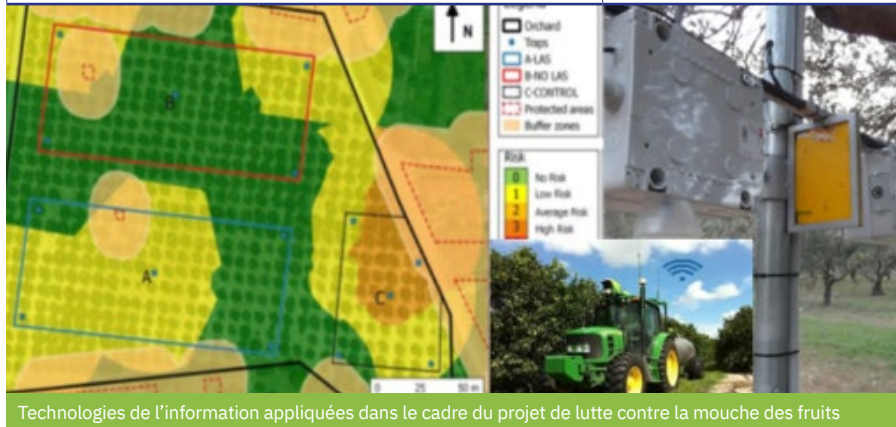 N
Orchard
Traps
A-LAS
B-NO LAS
C-CONTROL
Protected areas
Buffer zones
Risk
0 No Risk
1 Low Risk
2 Average Risk
3 High Risk
B
A
C
0 25 50 m
Technologies de l'information appliquées dans le cadre du projet de lutte contre la mouche des fruits